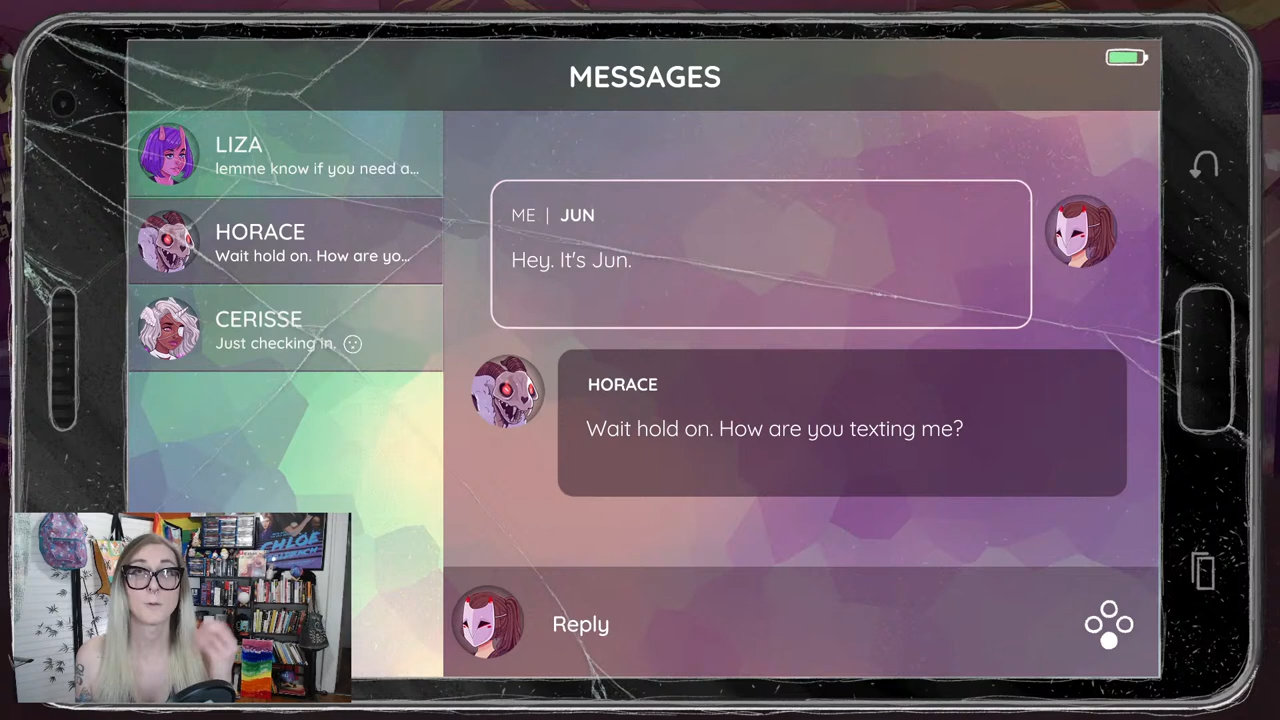 MESSAGES
LIZA
lemme know if you need a...
HORACE
Wait hold on. How are yo...
CERISSE
Just checking in.
ME | JUN
Hey. It's Jun.
HORACE
Wait hold on. How are you texting me?
Reply
CHLOE